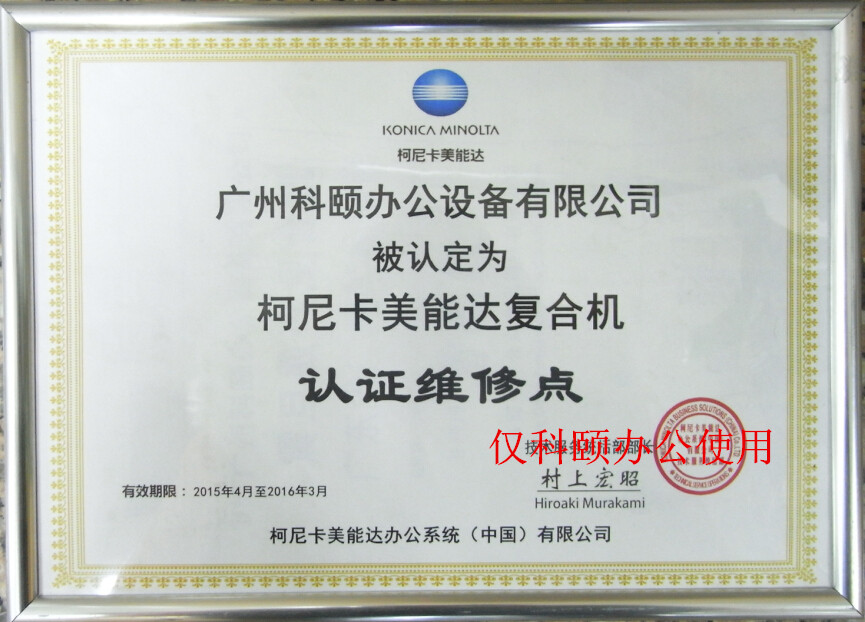 KONICA MINOLTA
柯尼卡美能达
广州科颐办公设备有限公司
被认定为
柯尼卡美能达复合机
认证维修点
仅科颐办公使用
村上宏昭
Hiroaki Murakami
有效期限：2015年4月至2016年3月
柯尼卡美能达办公系统（中国）有限公司